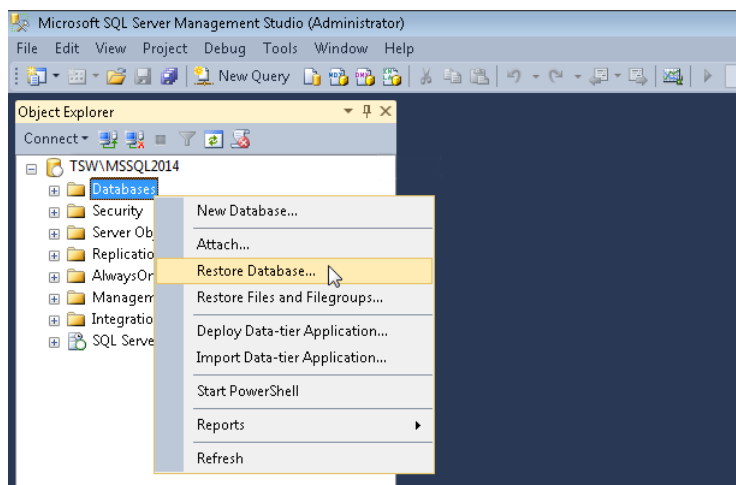 Microsoft SQL Server Management Studio (Administrator)
File Edit View Project Debug Tools Window Help
New Query
Object Explorer
Connect
TSW\MSSQL2014
Databases
Security
Server Ob
Replicatio
AlwaysOr
Managem
Integratio
SQL Serve
New Database...
Attach...
Restore Database...
Restore Files and Filegroups...
Deploy Data-tier Application...
Import Data-tier Application...
Start PowerShell
Reports
Refresh